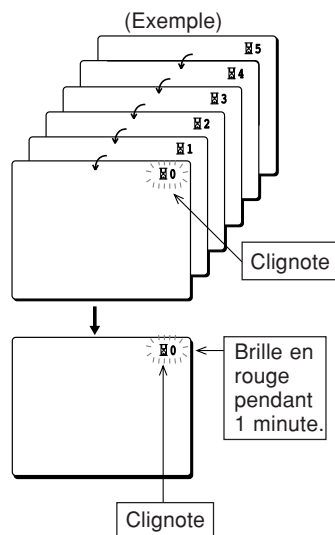 (Exemple)
⌛5
⌛4
⌛3
⌛2
⌛1
⌛0
Clignote
⌛0
Brille en
rouge
pendant
1 minute.
Clignote